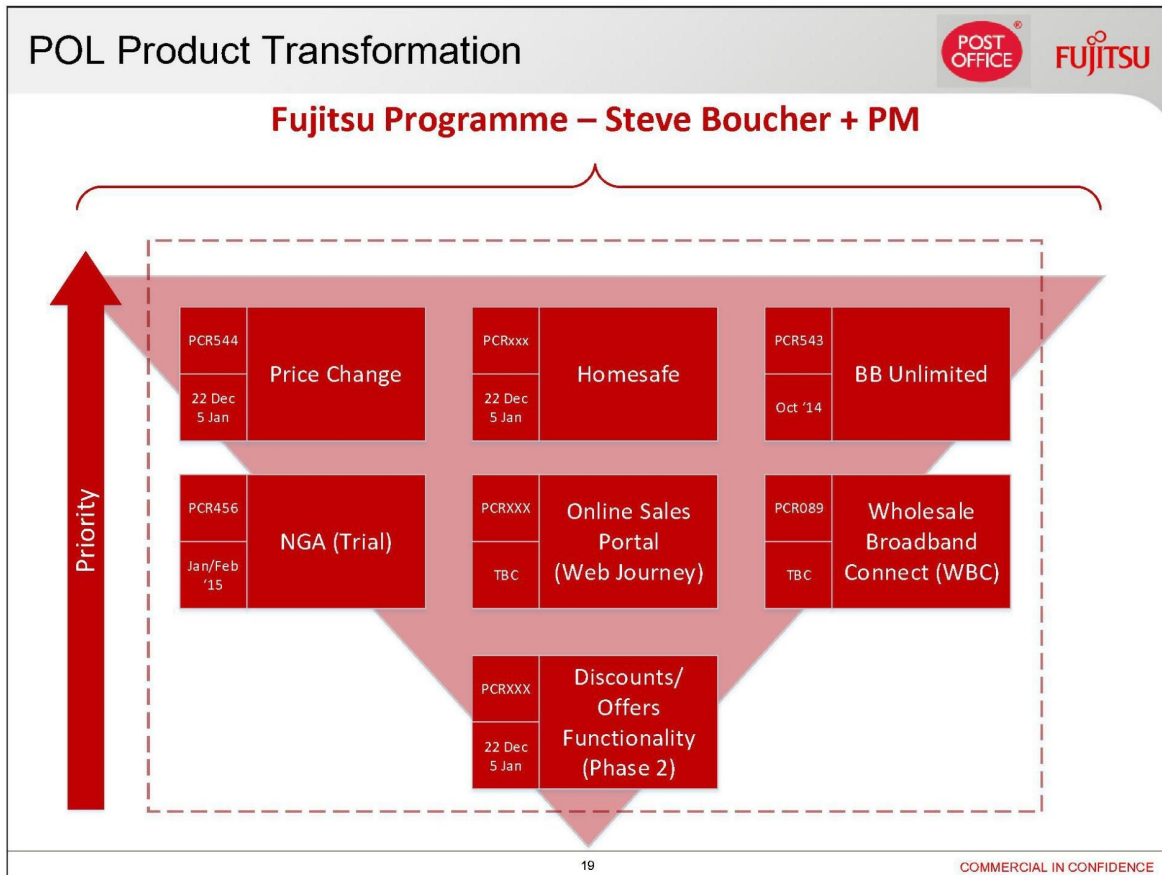 POL Product Transformation
POST
OFFICE
®
FUJITSU
Fujitsu Programme – Steve Boucher + PM
Priority
PCR544
22 Dec
5 Jan
Price Change
PCRxxx
22 Dec
5 Jan
Homesafe
PCR543
Oct ‘14
BB Unlimited
PCR456
Jan/Feb
‘15
NGA (Trial)
PCRXXX
TBC
Online Sales
Portal
(Web Journey)
PCR089
TBC
Wholesale
Broadband
Connect (WBC)
PCRXXX
22 Dec
5 Jan
Discounts/
Offers
Functionality
(Phase 2)
19
COMMERCIAL IN CONFIDENCE